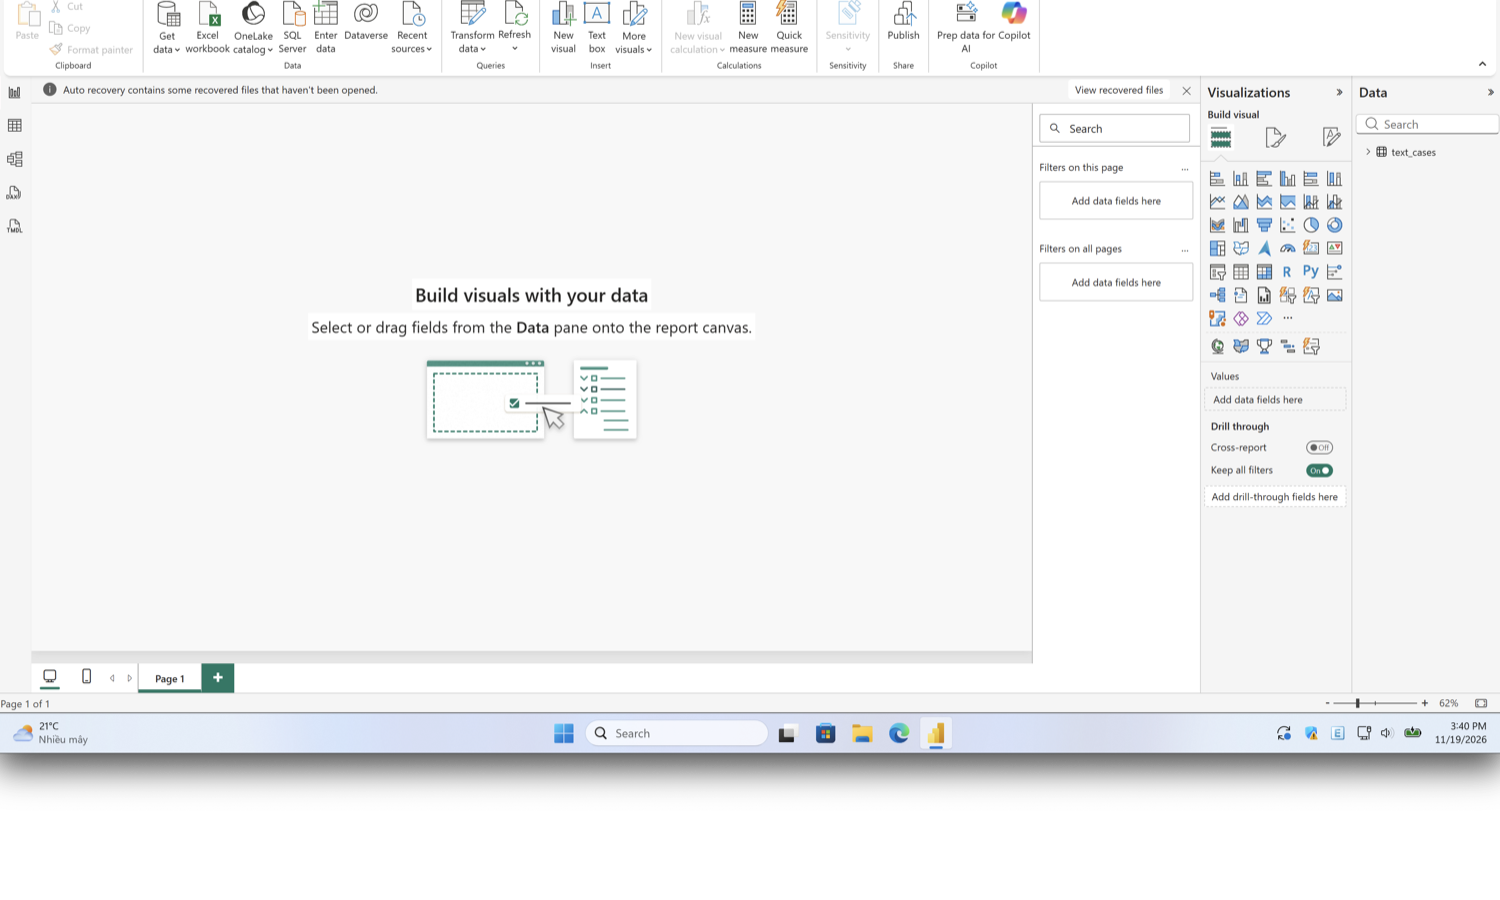 Paste
Cut
Copy
Format painter
Clipboard
Get data
Excel workbook
OneLake catalog
SQL Server
Enter data
Dataverse
Recent sources
Data
Transform data
Refresh
Queries
New visual
Text box
More visuals
Insert
New visual calculation
New measure
Quick measure
Calculations
Sensitivity
Sensitivity
Publish
Share
Prep data for AI
Copilot
Copilot
Auto recovery contains some recovered files that haven't been opened.
View recovered files
DAX
TMDL
Build visuals with your data
Select or drag fields from the Data pane onto the report canvas.
Search
Filters on this page
...
Add data fields here
Filters on all pages
...
Add data fields here
Visualizations
Build visual
R
Py
...
Values
Add data fields here
Drill through
Cross-report
Off
Keep all filters
On
Add drill-through fields here
Data
Search
text_cases
Page 1
+
Page 1 of 1
- + 62%
21°C
Nhiều mây
Search
E
3:40 PM
11/19/2026